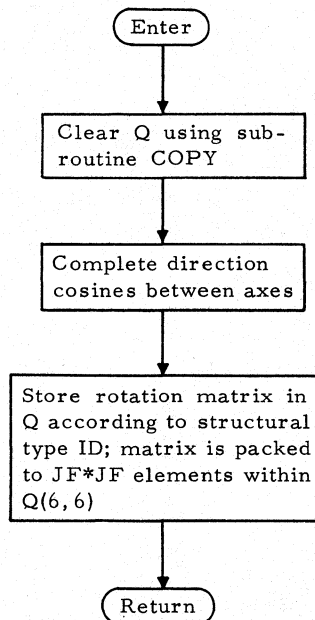 Enter
Clear Q using sub-
routine COPY
Complete direction
cosines between axes
Store rotation matrix in
Q according to structural
type ID; matrix is packed
to JF*JF elements within
Q(6,6)
Return